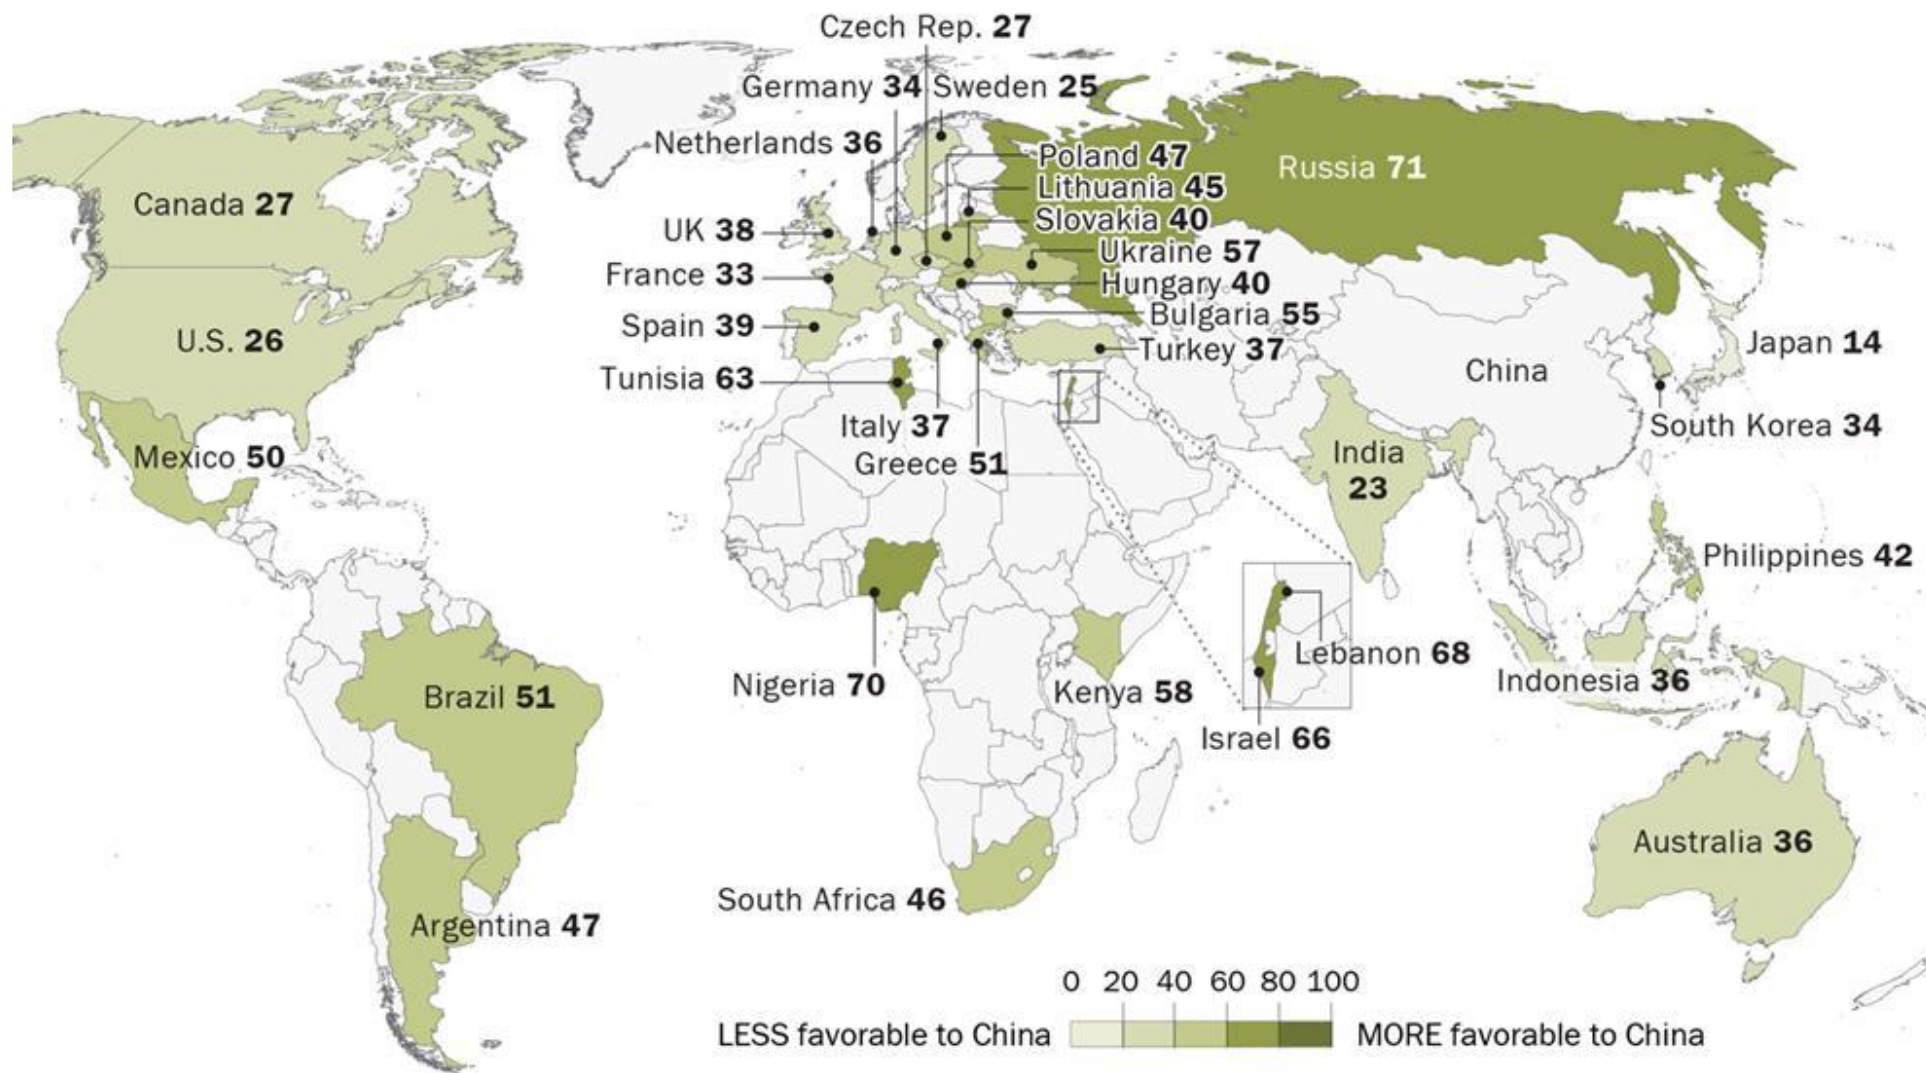 Czech Rep. 27
Germany 34
Sweden 25
Netherlands 36
Poland 47
Russia 71
Lithuania 45
Canada 27
Slovakia 40
UK 38
Ukraine 57
France 33
Hungary 40
Bulgaria 55
Spain 39
U.S. 26
Turkey 37
Japan 14
Tunisia 63
China
Italy 37
South Korea 34
Mexico 50
India
23
Greece 51
Philippines 42
Lebanon 68
Nigeria 70
Kenya 58
Indonesia 36
Brazil 51
Israel 66
Australia 36
South Africa 46
Argentina 47
0 20 40 60 80 100
LESS favorable to China
MORE favorable to China